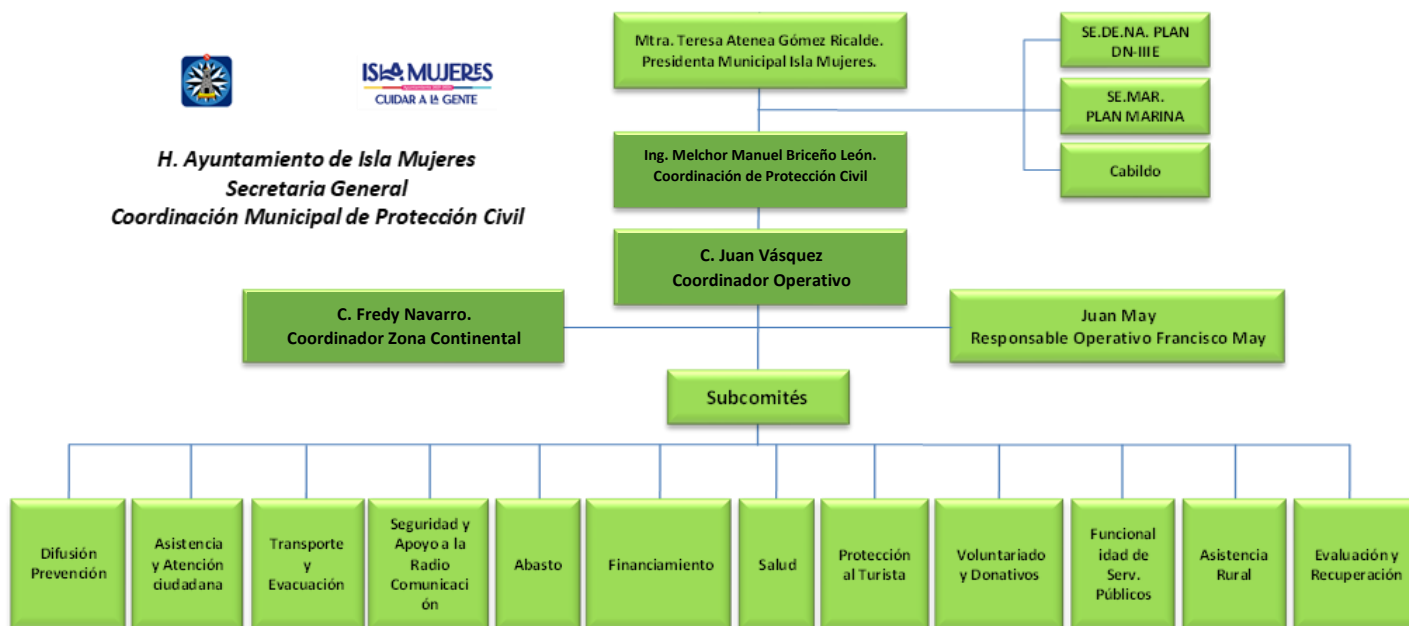 ISLA MUJERES
CUIDAR A LA GENTE
H. Ayuntamiento de Isla Mujeres
Secretaria General
Coordinación Municipal de Protección Civil
Mtra. Teresa Atenea Gómez Ricalde.
Presidenta Municipal Isla Mujeres.
SE.DE.NA. PLAN
DN-IIIE
SE.MAR.
PLAN MARINA
Cabildo
Ing. Melchor Manuel Briceño León.
Coordinación de Protección Civil
C. Juan Vásquez
Coordinador Operativo
C. Fredy Navarro.
Coordinador Zona Continental
Juan May
Responsable Operativo Francisco May
Subcomités
Difusión
Prevención
Asistencia
y Atención
ciudadana
Transporte
y
Evacuación
Seguridad y
Apoyo a la
Radio
Comunicaci
ón
Abasto
Financiamiento
Salud
Protección
al Turista
Voluntariado
y Donativos
Funcional
idad de
Serv.
Públicos
Asistencia
Rural
Evaluación y
Recuperación